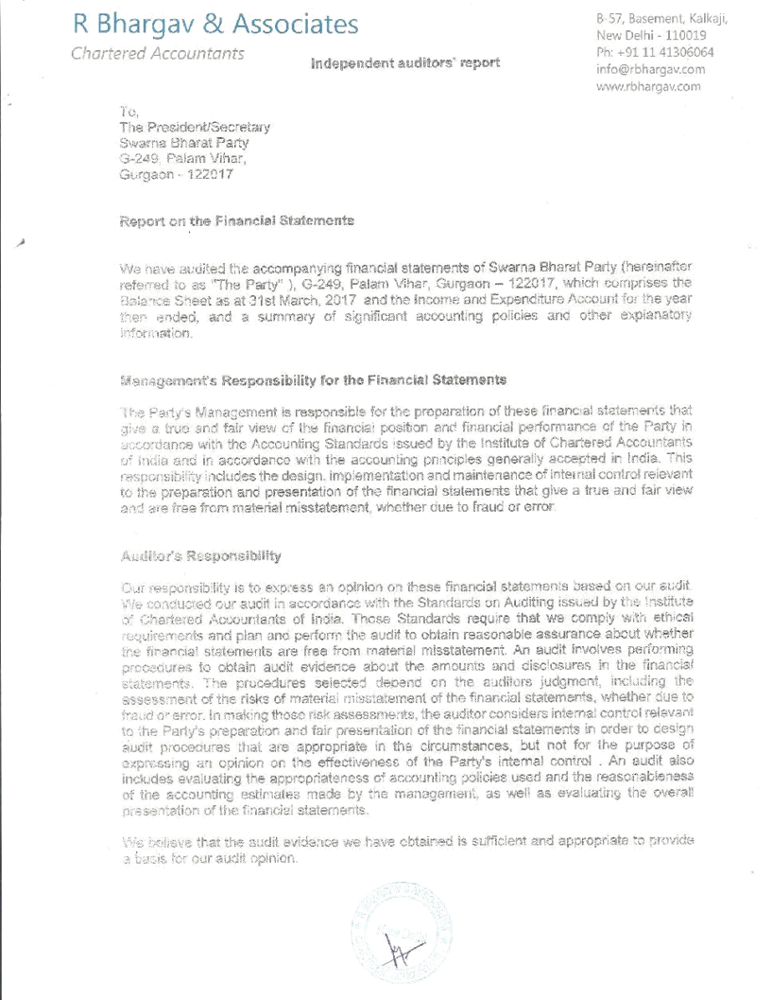 R Bhargav & Associates
Chartered Accountants
B-57, Basement, Kalkaji,
New Delhi - 110019
Ph: +91 11 41306064
info@rbhargav.com
www.rbhargav.com
Independent auditors' report
To,
The President/Secretary
Swarna Bharat Party
G-249, Palam Vihar,
Gurgaon - 122017
Report on the Financial Statements
We have audited the accompanying financial statements of Swarna Bharat Party (hereinafter
referred to as "The Party" ), G-249, Palam Vihar, Gurgaon – 122017, which comprises the
Balance Sheet as at 31st March, 2017 and the Income and Expenditure Account for the year
then ended, and a summary of significant accounting policies and other explanatory
information.
Management's Responsibility for the Financial Statements
The Party's Management is responsible for the preparation of these financial statements that
give a true and fair view of the financial position and financial performance of the Party in
accordance with the Accounting Standards issued by the Institute of Chartered Accountants
of India and in accordance with the accounting principles generally accepted in India. This
responsibility includes the design, implementation and maintenance of internal control relevant
to the preparation and presentation of the financial statements that give a true and fair view
and are free from material misstatement, whether due to fraud or error.
Auditor's Responsibility
Our responsibility is to express an opinion on these financial statements based on our audit.
We conducted our audit in accordance with the Standards on Auditing issued by the Institute
of Chartered Accountants of India. Those Standards require that we comply with ethical
requirements and plan and perform the audit to obtain reasonable assurance about whether
the financial statements are free from material misstatement. An audit involves performing
procedures to obtain audit evidence about the amounts and disclosures in the financial
statements. The procedures selected depend on the auditors judgment, including the
assessment of the risks of material misstatement of the financial statements, whether due to
fraud or error. In making those risk assessments, the auditor considers internal control relevant
to the Party's preparation and fair presentation of the financial statements in order to design
audit procedures that are appropriate in the circumstances, but not for the purpose of
expressing an opinion on the effectiveness of the Party's internal control . An audit also
includes evaluating the appropriateness of accounting policies used and the reasonableness
of the accounting estimates made by the management, as well as evaluating the overall
presentation of the financial statements.
We believe that the audit evidence we have obtained is sufficient and appropriate to provide
a basis for our audit opinion.